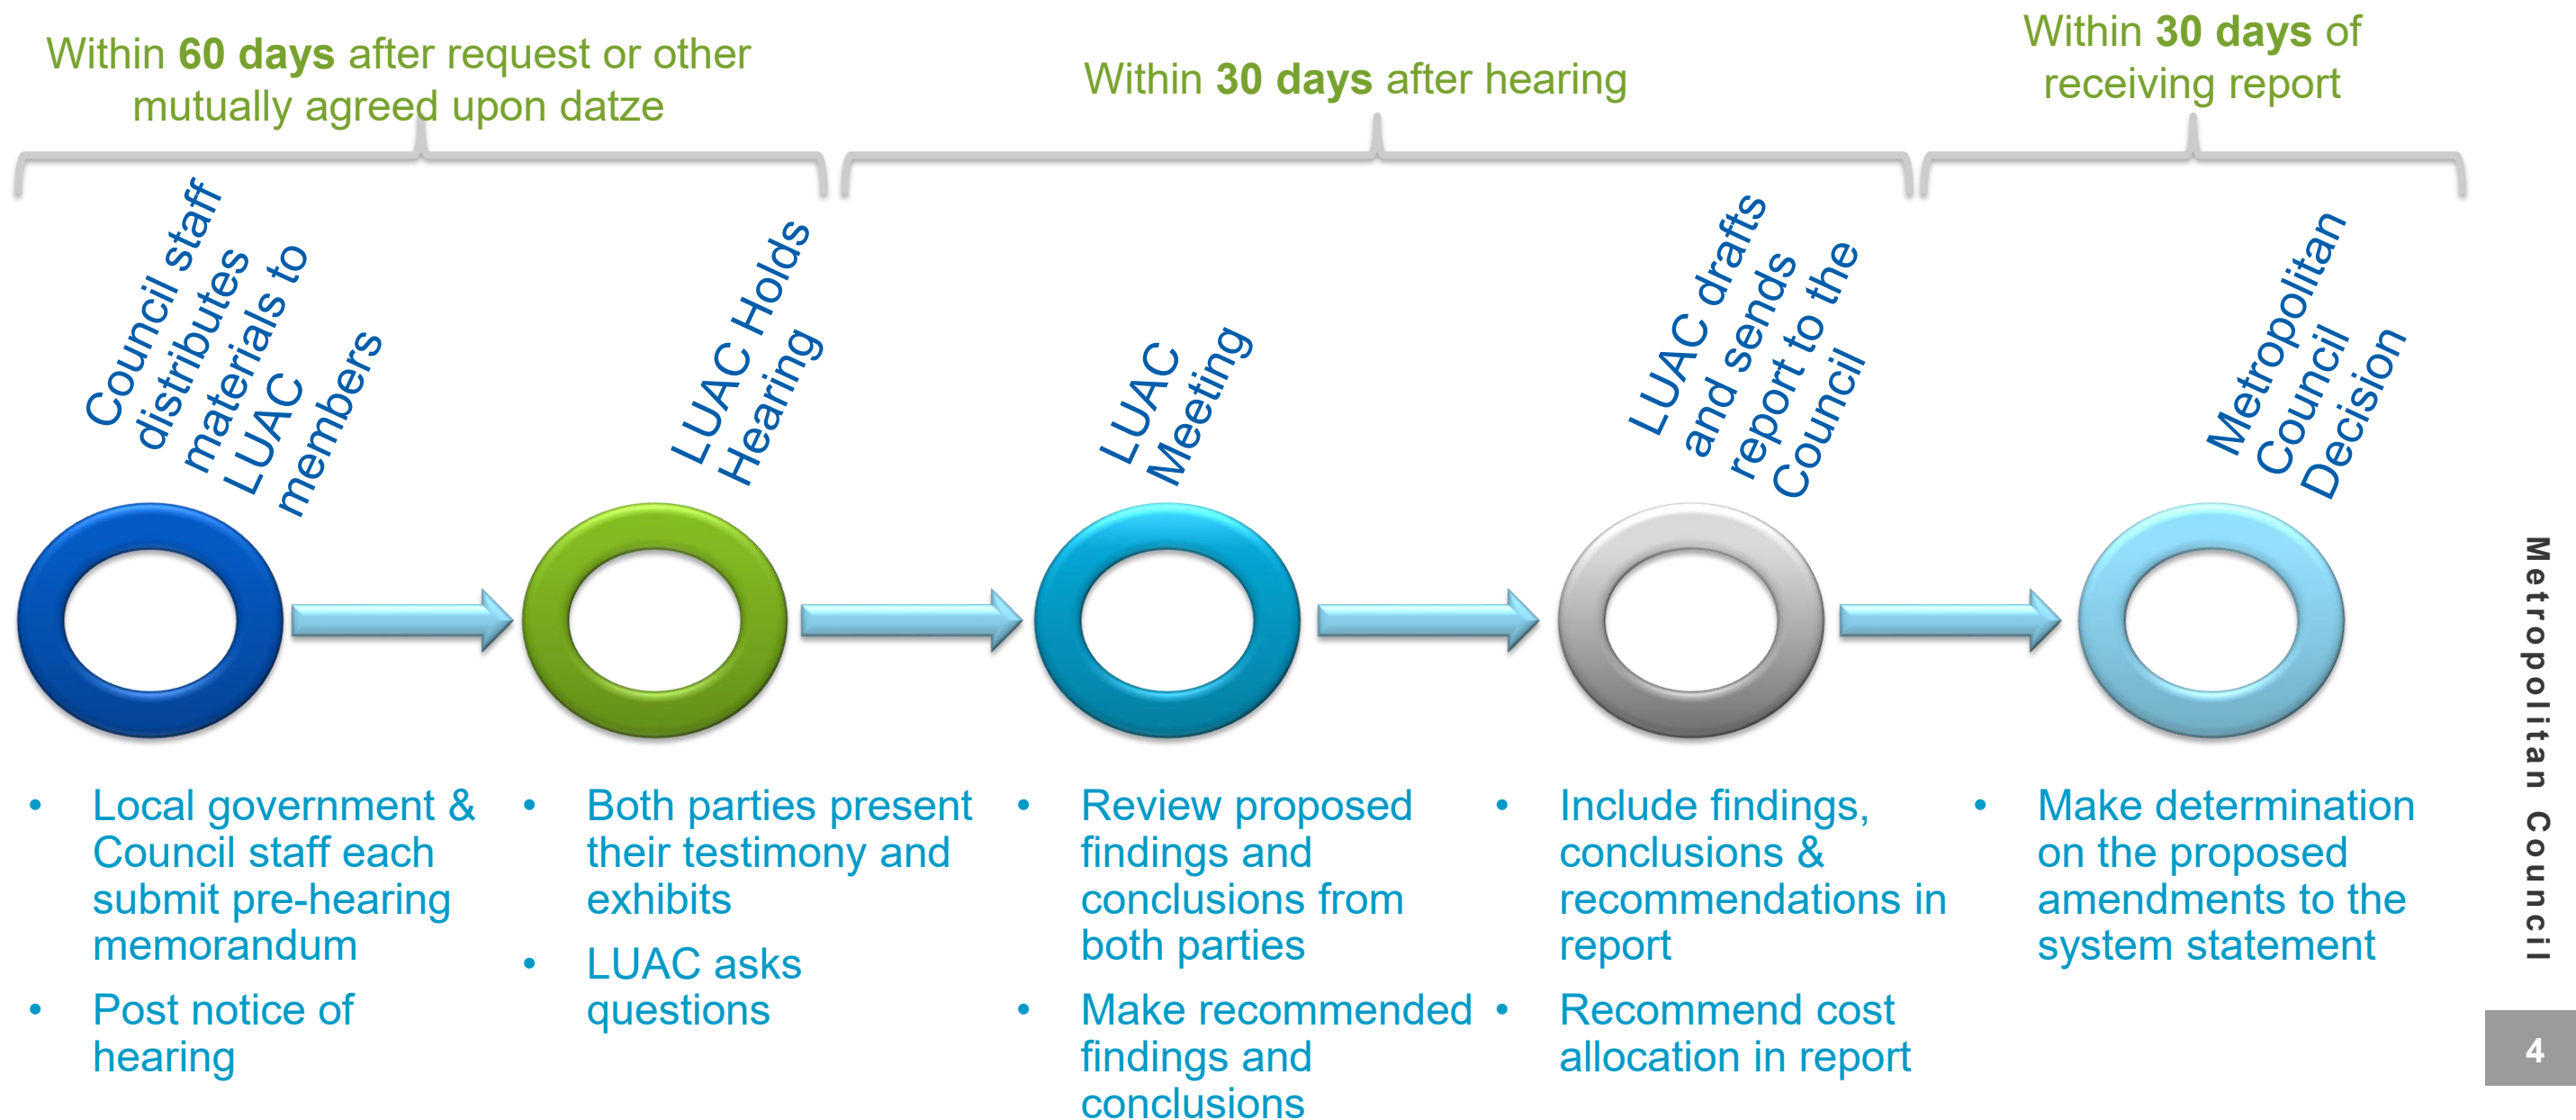 Within 60 days after request or other
mutually agreed upon datze
Within 30 days after hearing
Within 30 days of
receiving report
Council staff
distributes
materials to
LUAC
members
LUAC Holds
Hearing
LUAC
Meeting
LUAC drafts
and sends
report to the
Council
Metropolitan
Council
Decision
• Local government &
Council staff each
submit pre-hearing
memorandum
• Post notice of
hearing
• Both parties present
their testimony and
exhibits
• LUAC asks
questions
• Review proposed
findings and
conclusions from
both parties
• Make recommended
findings and
conclusions
• Include findings,
conclusions &
recommendations in
report
• Recommend cost
allocation in report
• Make determination
on the proposed
amendments to the
system statement
Metropolitan Council
4